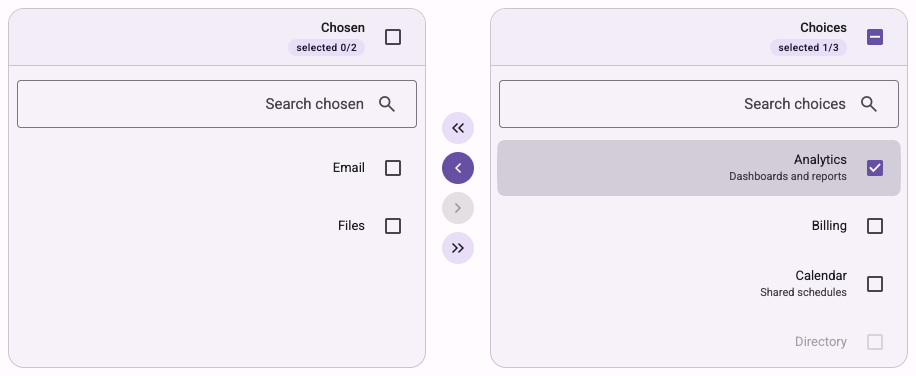 Chosen
selected 0/2
Search chosen
Email
Files
Choices
selected 1/3
Search choices
Analytics
Dashboards and reports
Billing
Calendar
Shared schedules
Directory